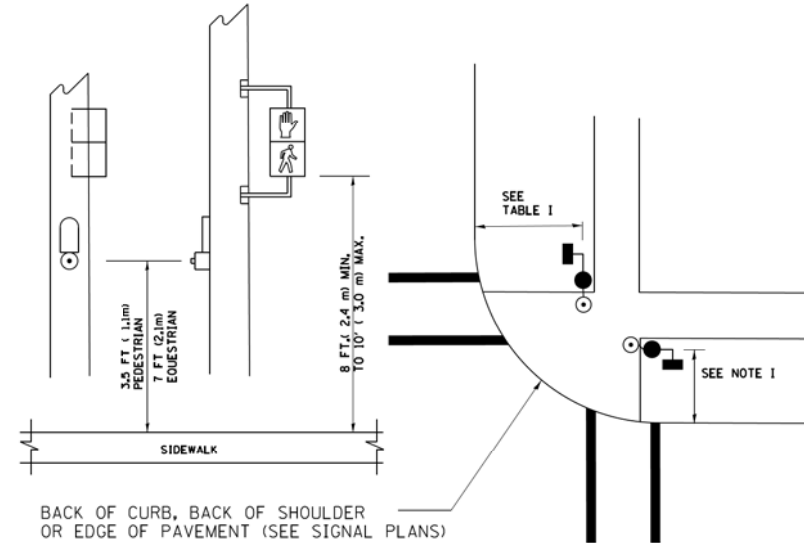 3.5 FT ( 1.1m)
PEDESTRIAN
7 FT (2.1m)
EQUESTRIAN
8 FT.( 2.4 m) MIN.
TO 10' ( 3.0 m) MAX.
SIDEWALK
BACK OF CURB, BACK OF SHOULDER
OR EDGE OF PAVEMENT (SEE SIGNAL PLANS)
SEE
TABLE I
SEE NOTE I